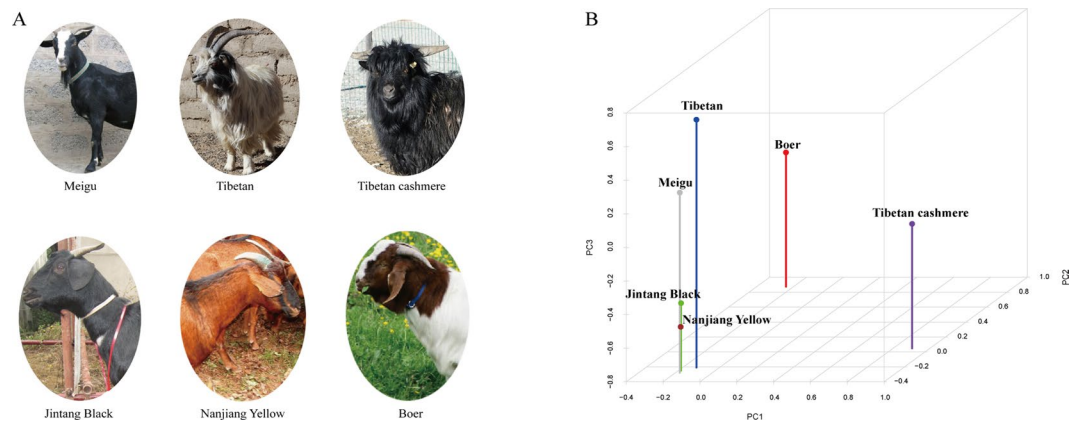 A
B
Meigu
Tibetan
Tibetan cashmere
Jintang Black
Nanjiang Yellow
Boer
Tibetan
Boer
Meigu
Tibetan cashmere
Jintang Black
Nanjiang Yellow
PC3
0.8
0.6
0.4
0.2
0.0
−0.2
−0.4
−0.6
−0.8
−0.4
−0.2
0.0
0.2
0.4
0.6
0.8
1.0
PC1
−0.4
−0.2
0.0
0.2
0.4
0.6
0.8
1.0
PC2